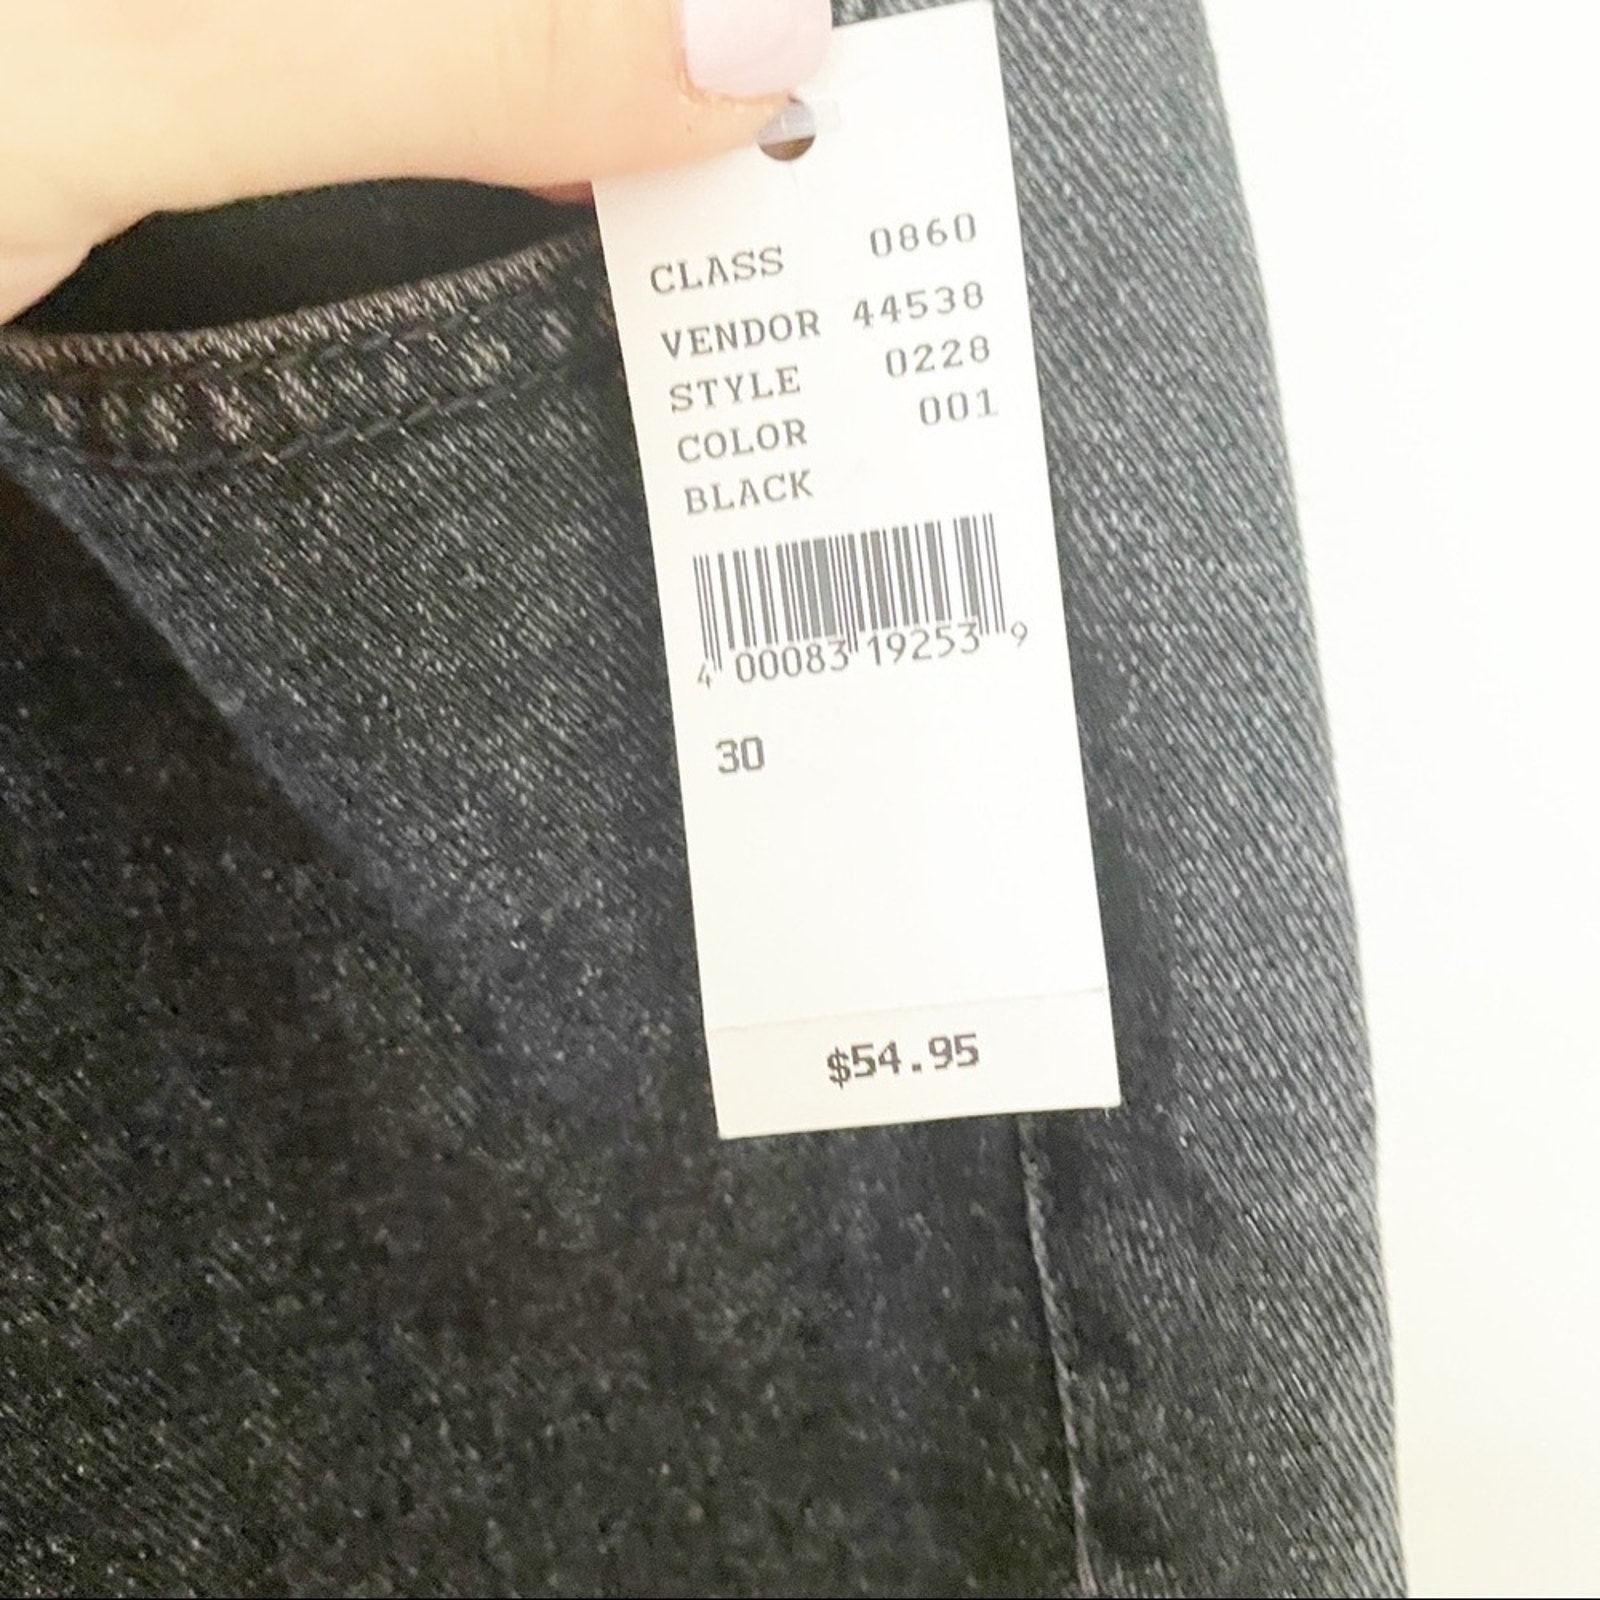 CLASS 0860
VENDOR 44538
STYLE 0228
COLOR 001
BLACK
4 00083 19253 9
30
$54.95